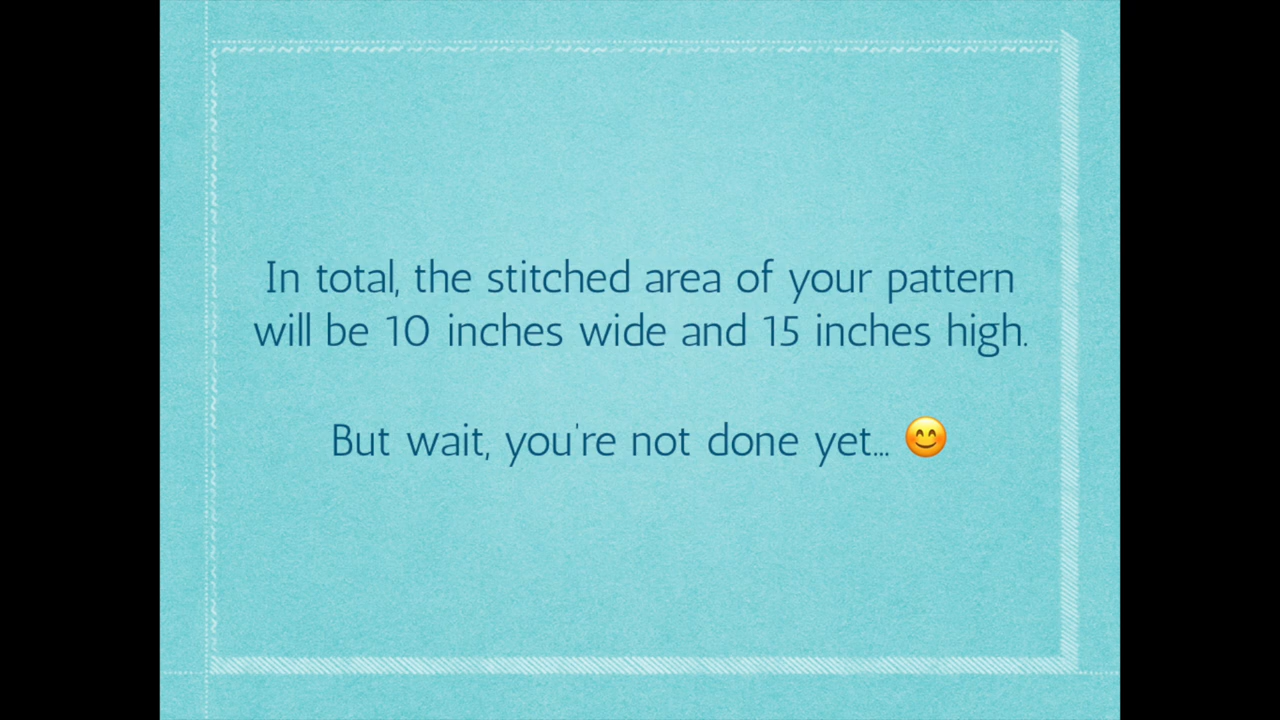 In total, the stitched area of your pattern
will be 10 inches wide and 15 inches high.
But wait, you're not done yet... 😊